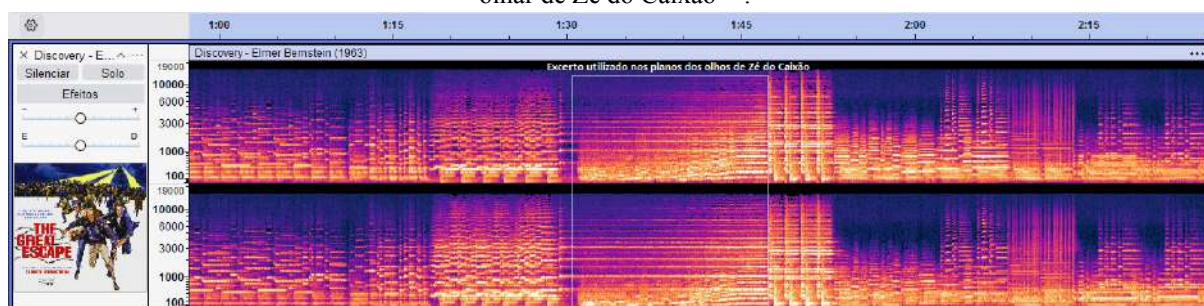 olhar de Zé do Caixão
1:00 1:15 1:30 1:45 2:00 2:15
× Discovery - E...
Discovery - Elmer Bernstein (1963)
Silenciar Solo
Efeitos
- +
E D
Excerto utilizado nos planos dos olhos de Zé do Caixão
19000
10000
6000
3000
1000
100
19000
10000
6000
3000
1000
100
THE
GREAT
ESCAPE